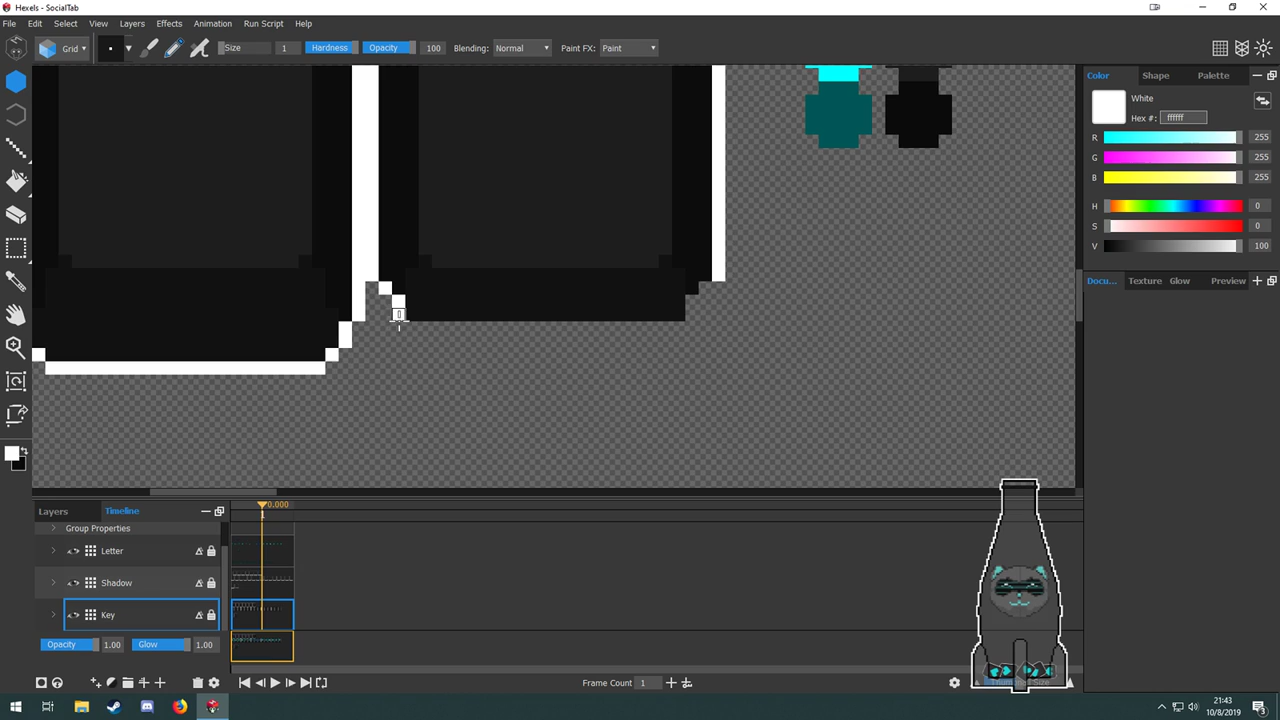 Hexels - SocialTab
File Edit Select View Layers Effects Animation Run Script Help
Grid Size 1 Hardness Opacity 100 Blending: Normal Paint FX: Paint
Color Shape Palette
White
Hex #: ffffff
R 255
G 255
B 255
H 0
S 0
V 100
Docu... Texture Glow Preview
Layers Timeline
0.000
1
Group Properties
Letter
Shadow
Key
Opacity 1.00 Glow 1.00
Frame Count 1
21:43
10/8/2019
3